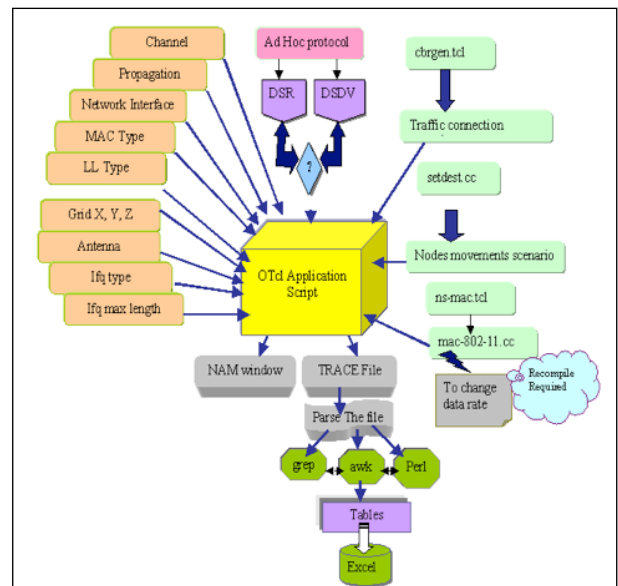 Channel
Propagation
Network Interface
MAC Type
LL Type
Grid X, Y, Z
Antenna
Ifq type
Ifq max length
Ad Hoc protocol
DSR
DSDV
?
cbrgen.tcl
Traffic connection
setdest.cc
Nodes movements scenario
ns-mac.tcl
mac-802-11.cc
To change
data rate
Recompile
Required
OTcl Application
Script
NAM window
TRACE File
Parse The file
grep
awk
Perl
Tables
Excel